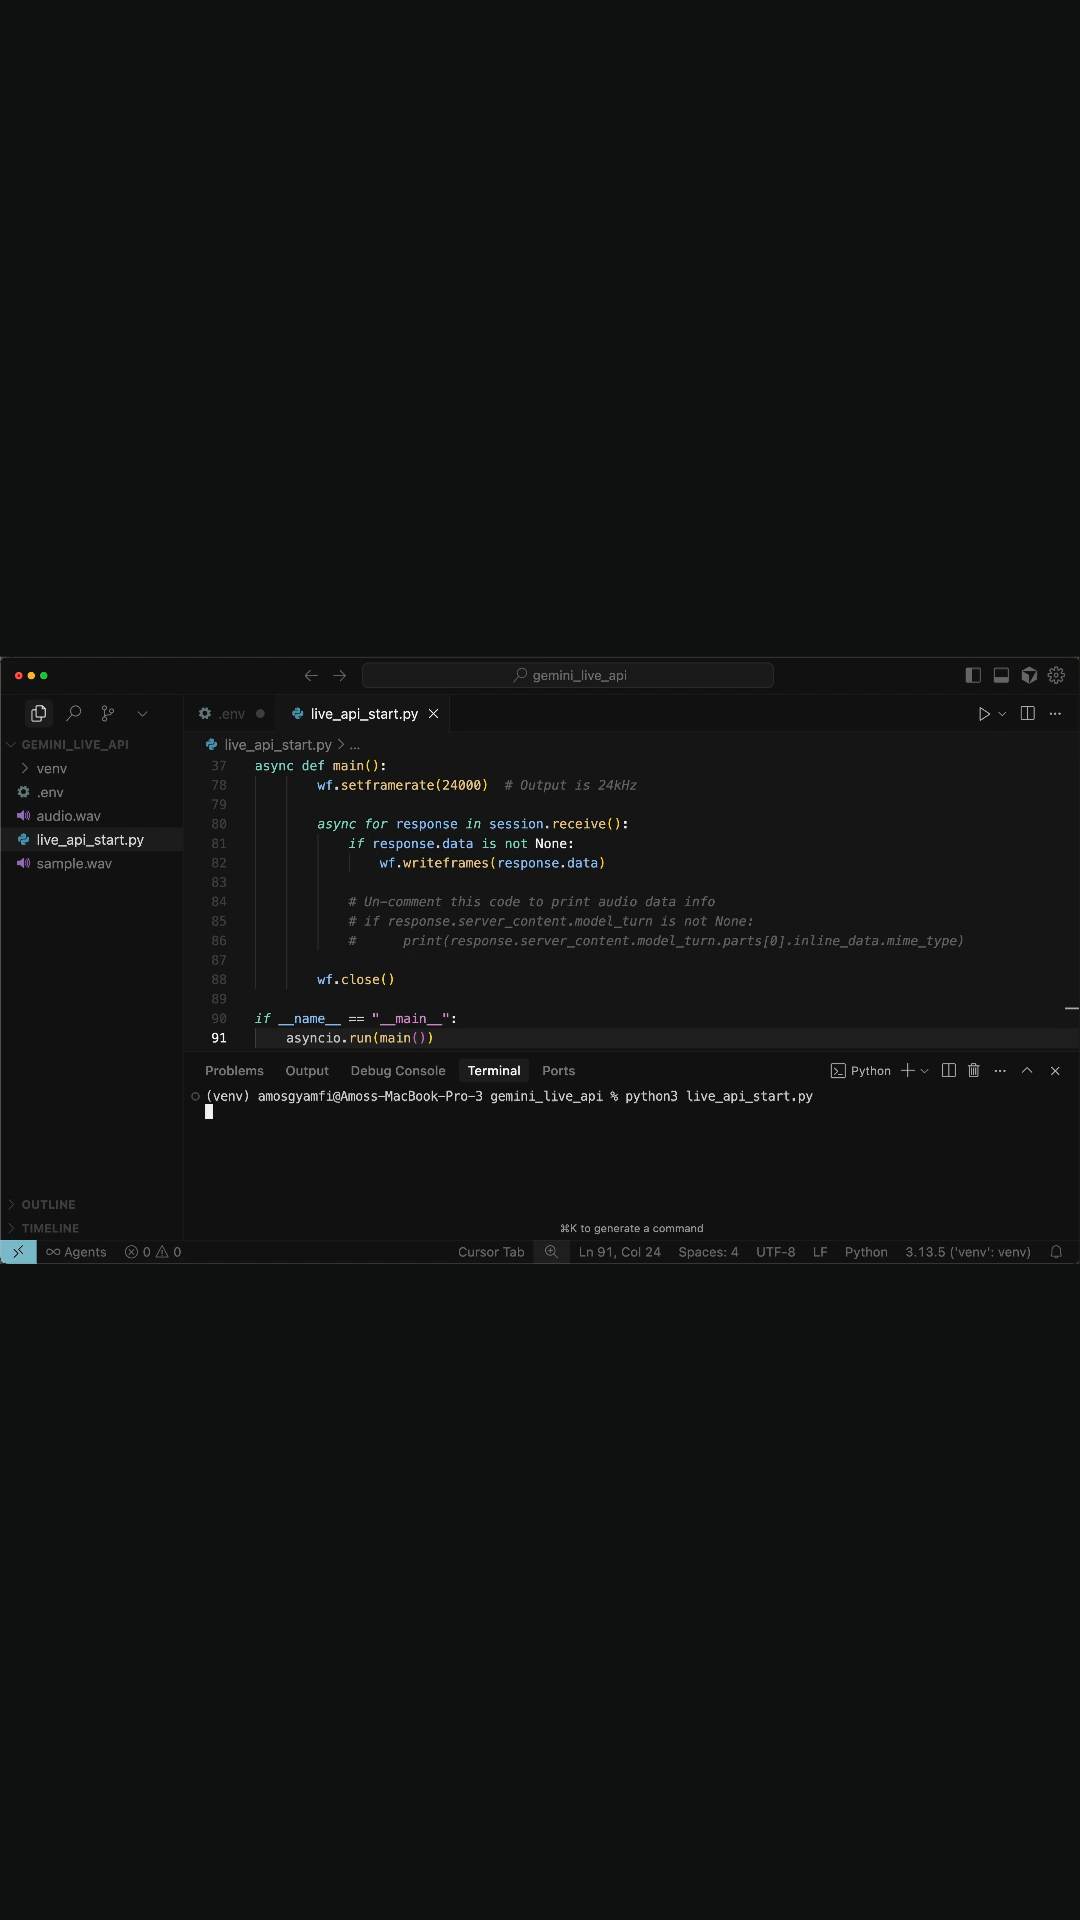 gemini_live_api
.env
live_api_start.py
GEMINI_LIVE_API
venv
.env
audio.wav
live_api_start.py
sample.wav
OUTLINE
TIMELINE
live_api_start.py > ...
37 async def main():
78 wf.setframerate(24000) # Output is 24kHz
79
80 async for response in session.receive():
81 if response.data is not None:
82 wf.writeframes(response.data)
83
84 # Un-comment this code to print audio data info
85 # if response.server_content.model_turn is not None:
86 # print(response.server_content.model_turn.parts[0].inline_data.mime_type)
87
88 wf.close()
89
90 if __name__ == "__main__":
91 asyncio.run(main())
Problems Output Debug Console Terminal Ports Python
(venv) amosgyamfi@Amoss-MacBook-Pro-3 gemini_live_api % python3 live_api_start.py
⌘K to generate a command
Agents 0 0 Cursor Tab Ln 91, Col 24 Spaces: 4 UTF-8 LF Python 3.13.5 ('venv': venv)